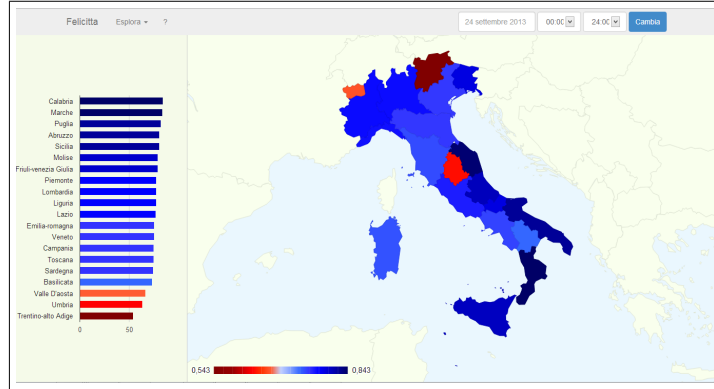 Felicitta Esplora ? 24 settembre 2013 00:00 24:00 Cambia
Calabria
Marche
Puglia
Abruzzo
Sicilia
Molise
Friuli-venezia Giulia
Piemonte
Lombardia
Liguria
Lazio
Emilia-romagna
Veneto
Campania
Toscana
Sardegna
Basilicata
Valle D'aosta
Umbria
Trentino-alto Adige
0 50
0,543 0,843